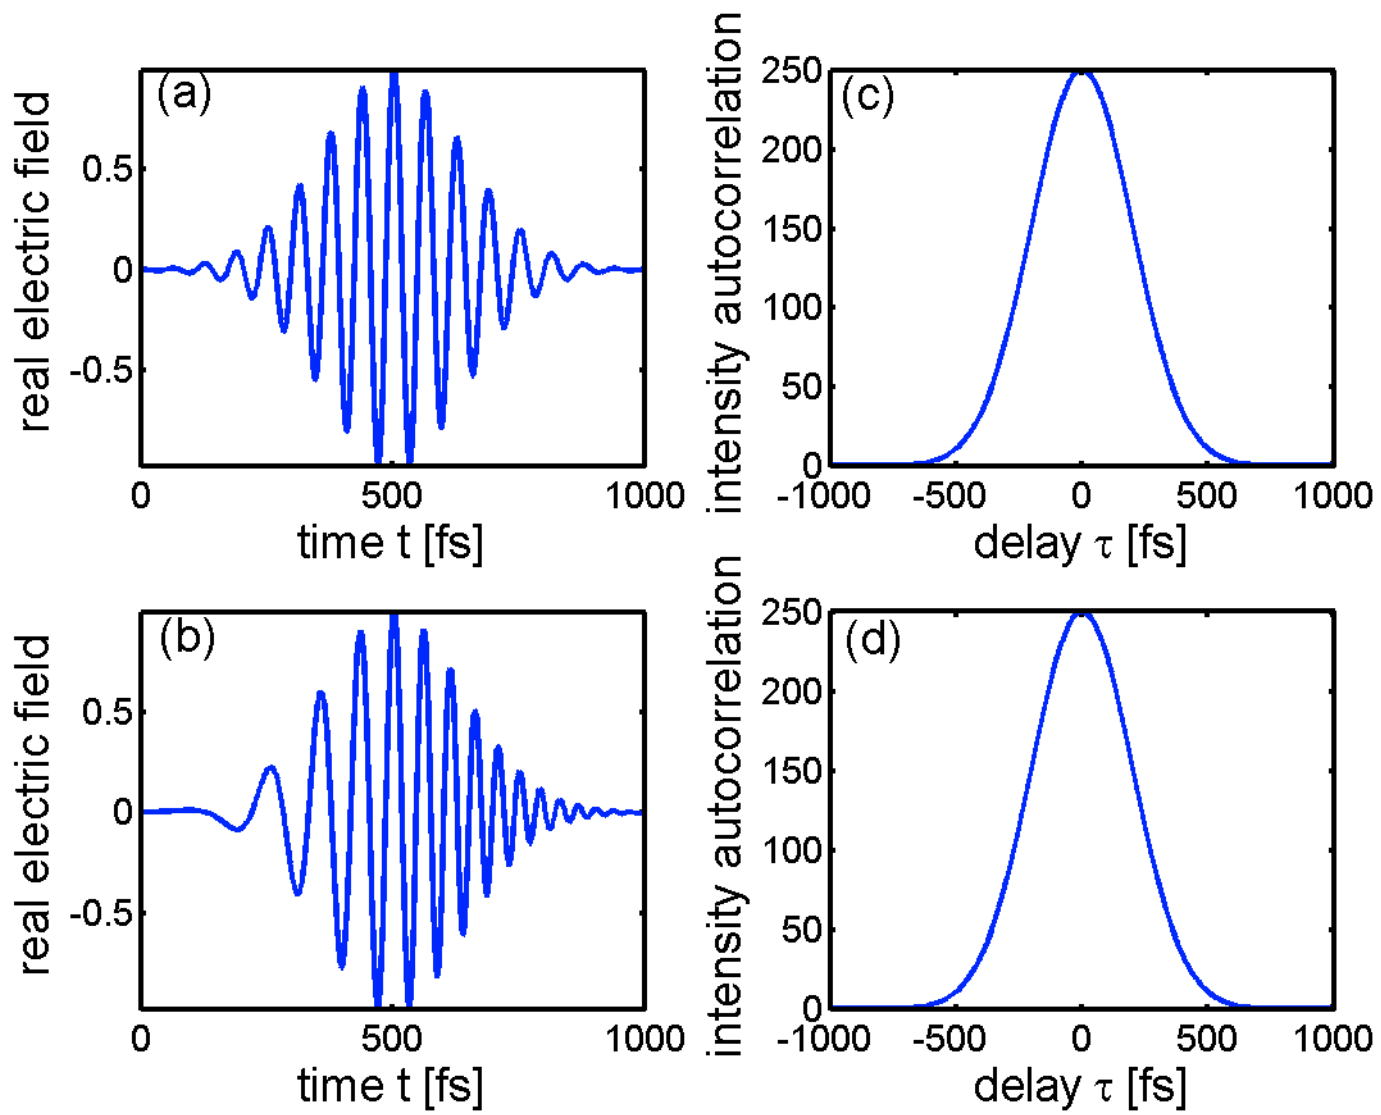 (a)
real electric field
0.5
0
-0.5
0 500 1000
time t [fs]
(c)
intensity autocorrelation
250
200
150
100
50
0
-1000 -500 0 500 1000
delay τ [fs]
(b)
real electric field
0.5
0
-0.5
0 500 1000
time t [fs]
(d)
intensity autocorrelation
250
200
150
100
50
0
-1000 -500 0 500 1000
delay τ [fs]